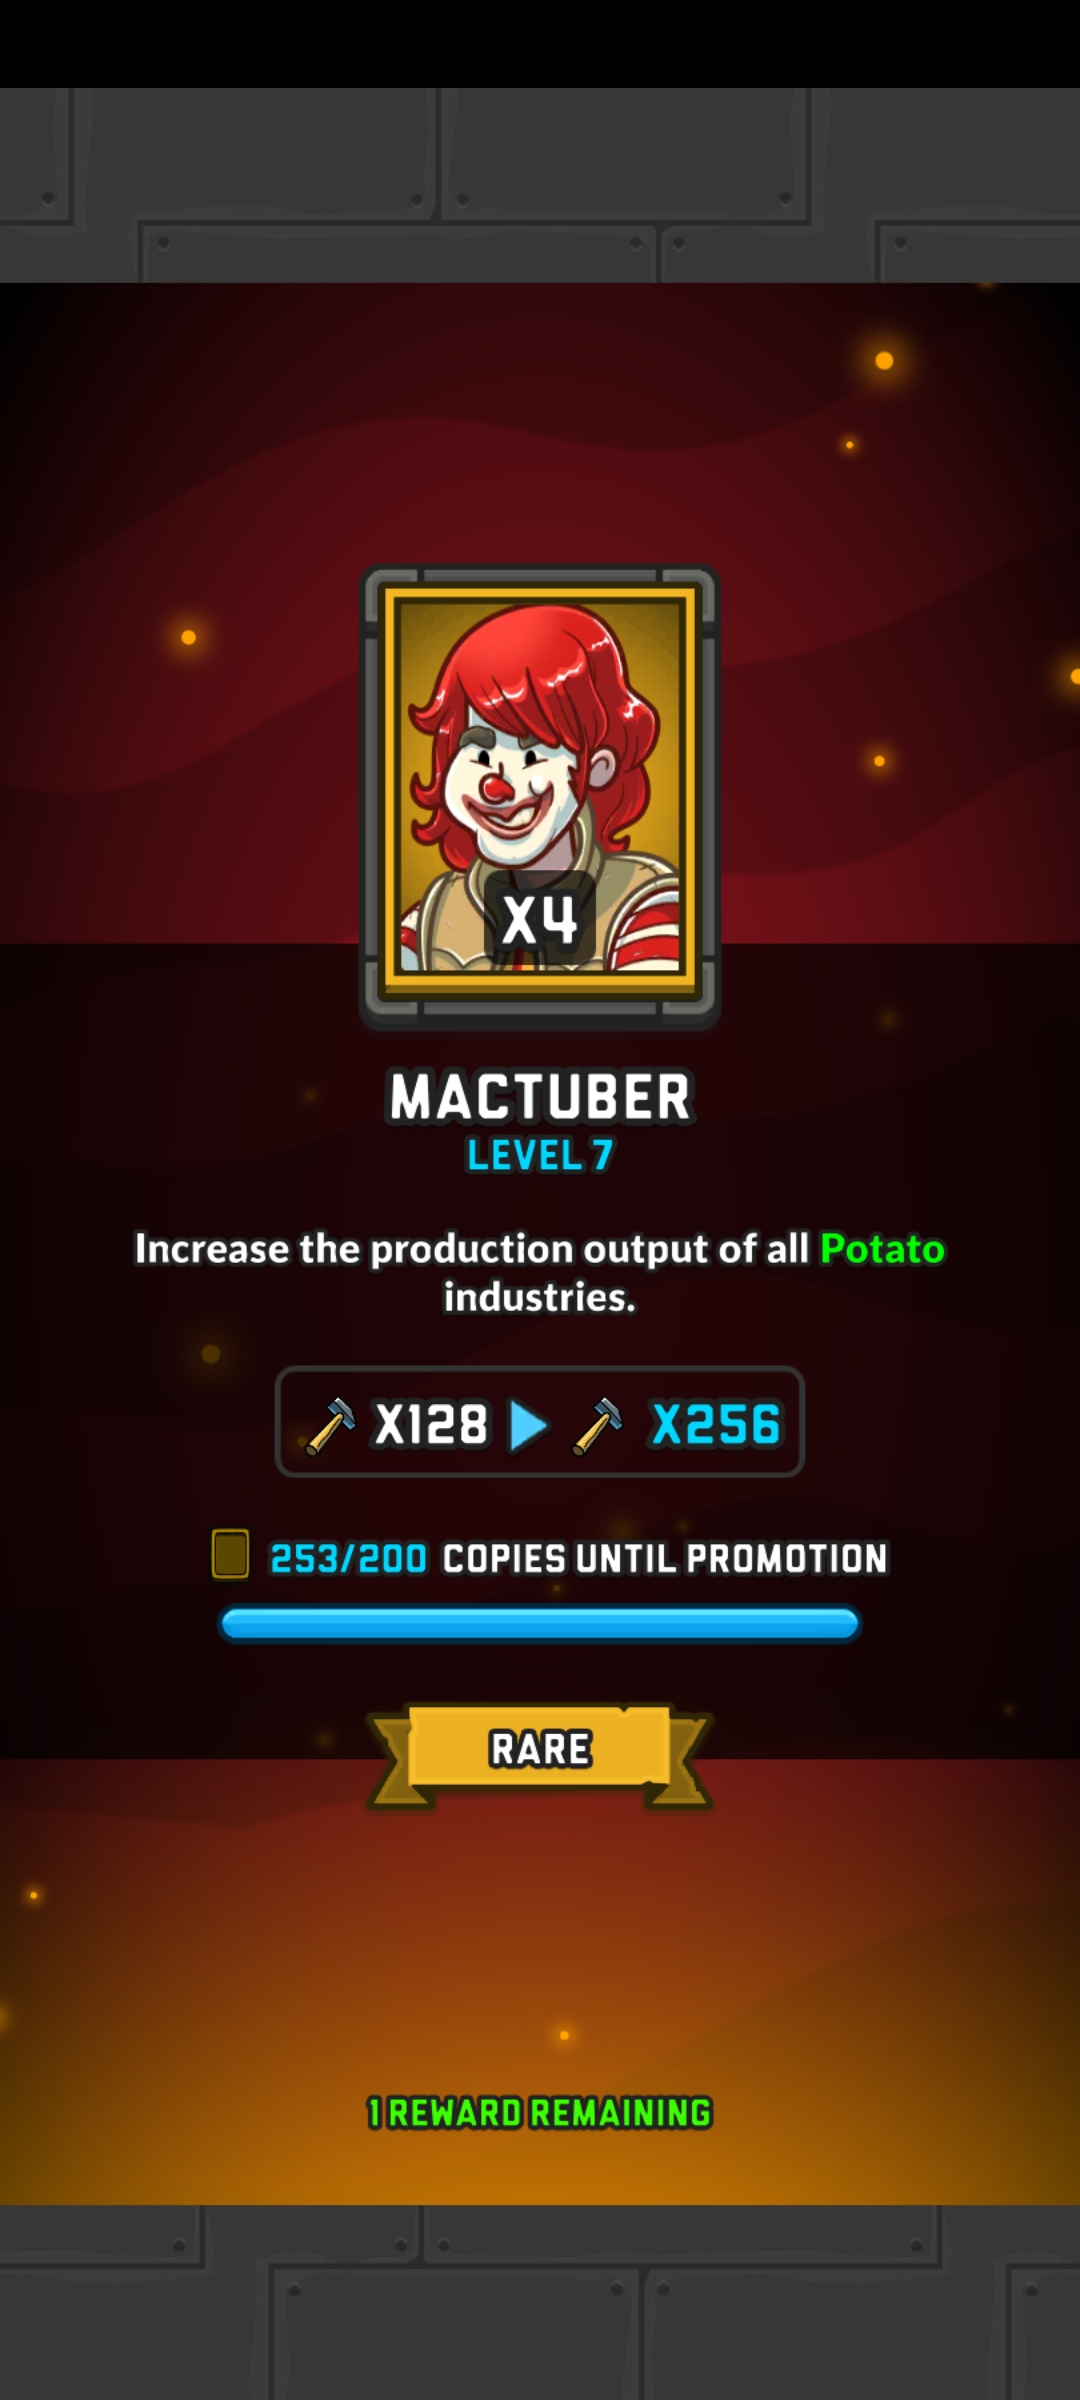 X4
MACTUBER
LEVEL 7
Increase the production output of all Potato
industries.
X128 X256
253/200 COPIES UNTIL PROMOTION
RARE
1 REWARD REMAINING